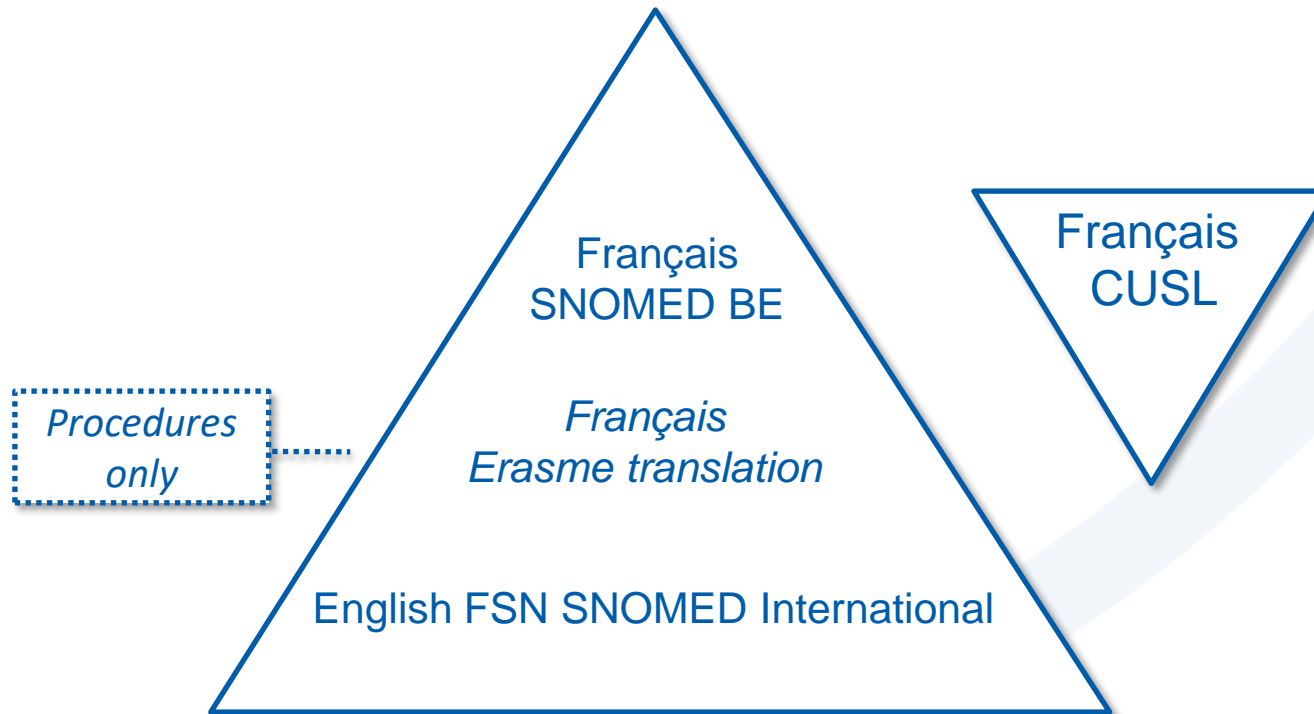 Français
SNOMED BE
Français
CUSL
Procedures
only
Français
Erasme translation
English FSN SNOMED International